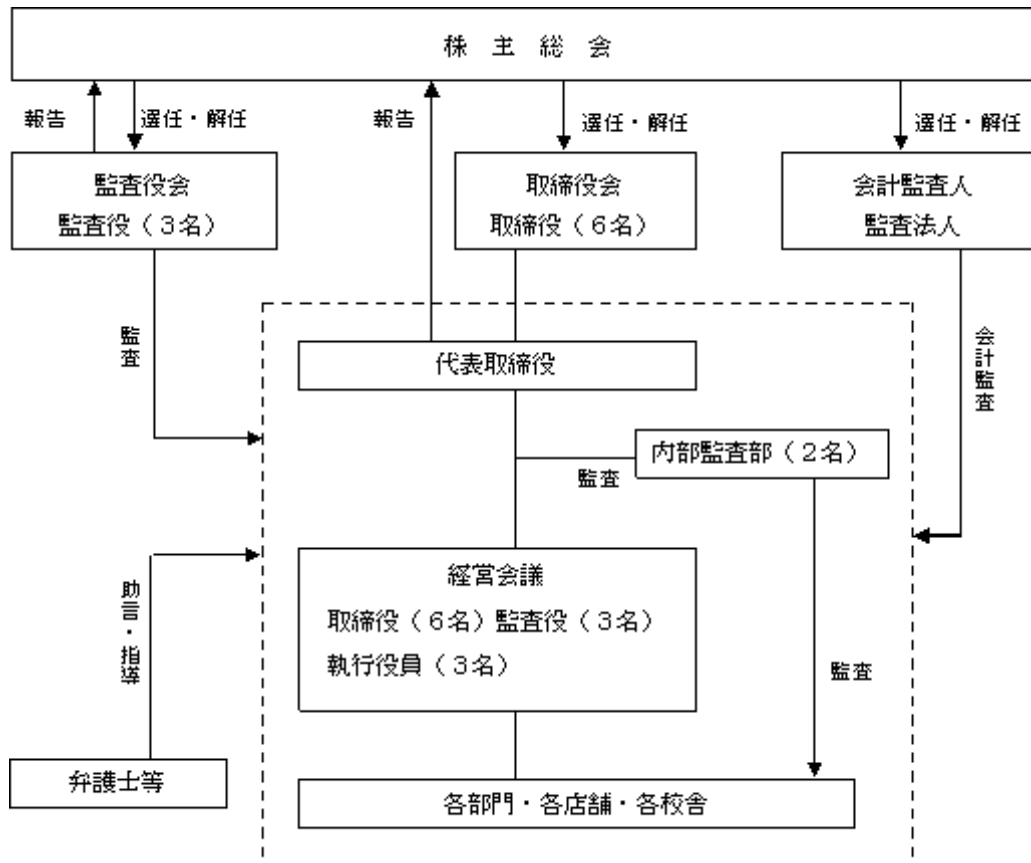 株 主 総 会
報告
選任・解任
報告
選任・解任
選任・解任
監査役会
監査役（３名）
取締役会
取締役（６名）
会計監査人
監査法人
監査
会計監査
代表取締役
内部監査部（２名）
監査
経営会議
取締役（６名）監査役（３名）
執行役員（３名）
助言・指導
監査
弁護士等
各部門・各店舗・各校舎